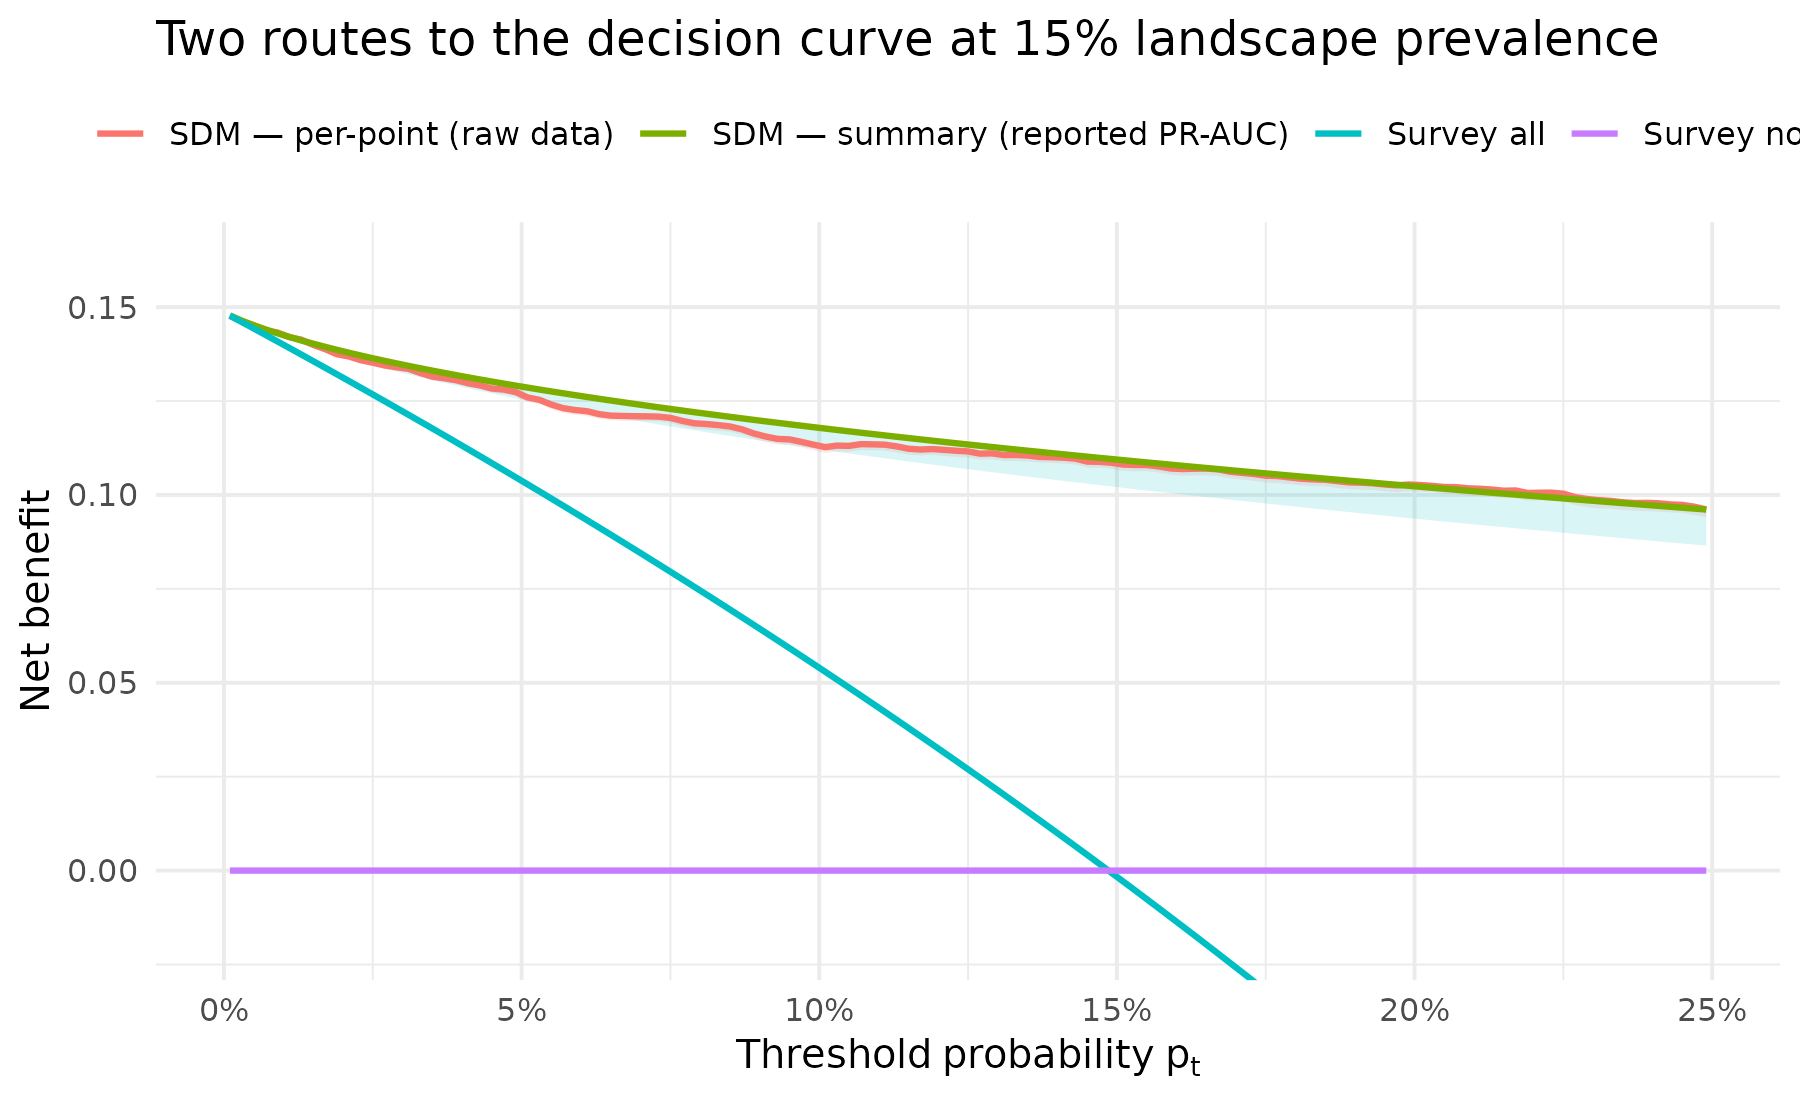 Two routes to the decision curve at 15% landscape prevalence
SDM — per-point (raw data) SDM — summary (reported PR-AUC) Survey all Survey no
0.15
0.10
0.05
0.00
Net benefit
0% 5% 10% 15% 20% 25%
Threshold probability pt